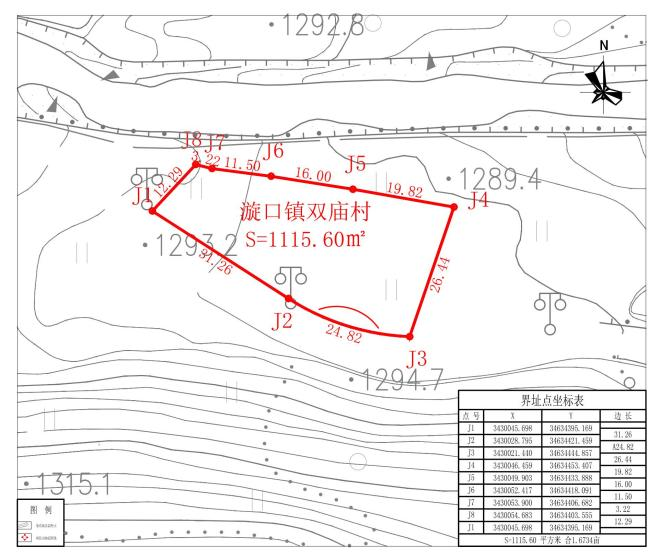 1292.8
N
J8
J7
3.22
11.50
J6
16.00
J5
12.29
19.82
1289.4
J4
J1
漩口镇双庙村
S=1115.60㎡
1293.2
31.26
26.44
J2
24.82
J3
1294.7
1315.1
界址点坐标表
点号 X Y 边长
J1 3430045.698 34634395.169
31.26
J2 3430028.795 34634421.459
A24.82
J3 3430021.440 34634444.857
26.44
J4 3430046.459 34634453.407
19.82
J5 3430049.903 34634433.888
16.00
J6 3430052.417 34634418.091
11.50
J7 3430053.900 34634406.682
3.22
J8 3430054.683 34634403.555
12.29
J1 3430045.698 34634395.169
S=1115.60 平方米 合1.6734亩
图例